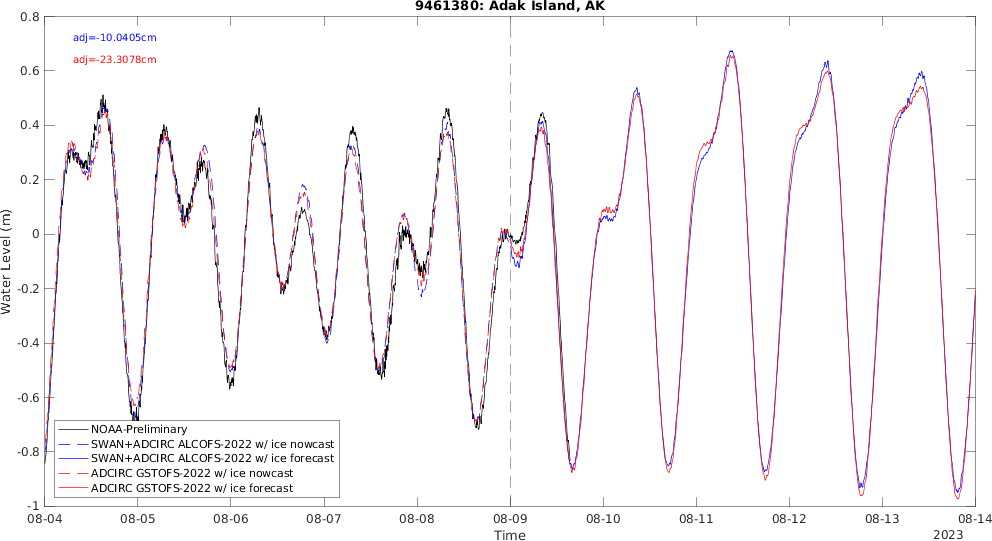 9461380: Adak Island, AK
adj=-10.0405cm
adj=-23.3078cm
0.8
0.6
0.4
0.2
0
-0.2
-0.4
-0.6
-0.8
-1
Water Level (m)
NOAA-Preliminary
SWAN+ADCIRC ALCOFS-2022 w/ ice nowcast
SWAN+ADCIRC ALCOFS-2022 w/ ice forecast
ADCIRC GSTOFS-2022 w/ ice nowcast
ADCIRC GSTOFS-2022 w/ ice forecast
08-04 08-05 08-06 08-07 08-08 08-09 08-10 08-11 08-12 08-13 08-14
Time
2023